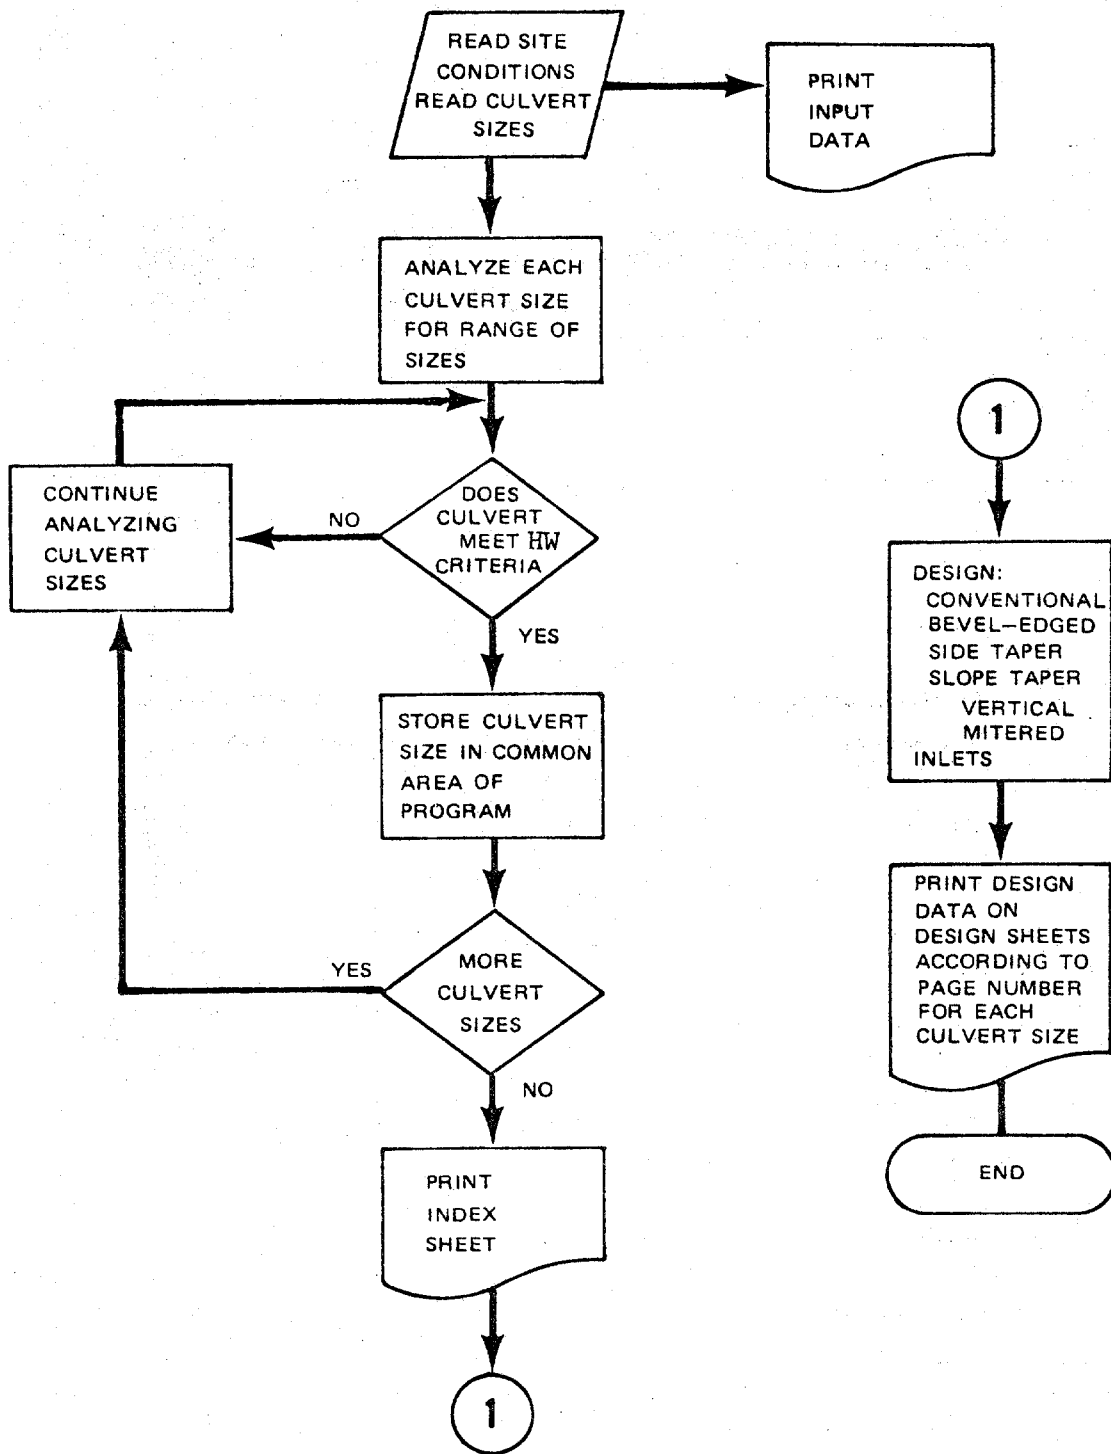 READ SITE
CONDITIONS
READ CULVERT
SIZES
PRINT
INPUT
DATA
ANALYZE EACH
CULVERT SIZE
FOR RANGE OF
SIZES
CONTINUE
ANALYZING
CULVERT
SIZES
NO
DOES
CULVERT
MEET HW
CRITERIA
YES
STORE CULVERT
SIZE IN COMMON
AREA OF
PROGRAM
YES
MORE
CULVERT
SIZES
NO
PRINT
INDEX
SHEET
1
1
DESIGN:
CONVENTIONAL
BEVEL-EDGED
SIDE TAPER
SLOPE TAPER
VERTICAL
MITERED
INLETS
PRINT DESIGN
DATA ON
DESIGN SHEETS
ACCORDING TO
PAGE NUMBER
FOR EACH
CULVERT SIZE
END